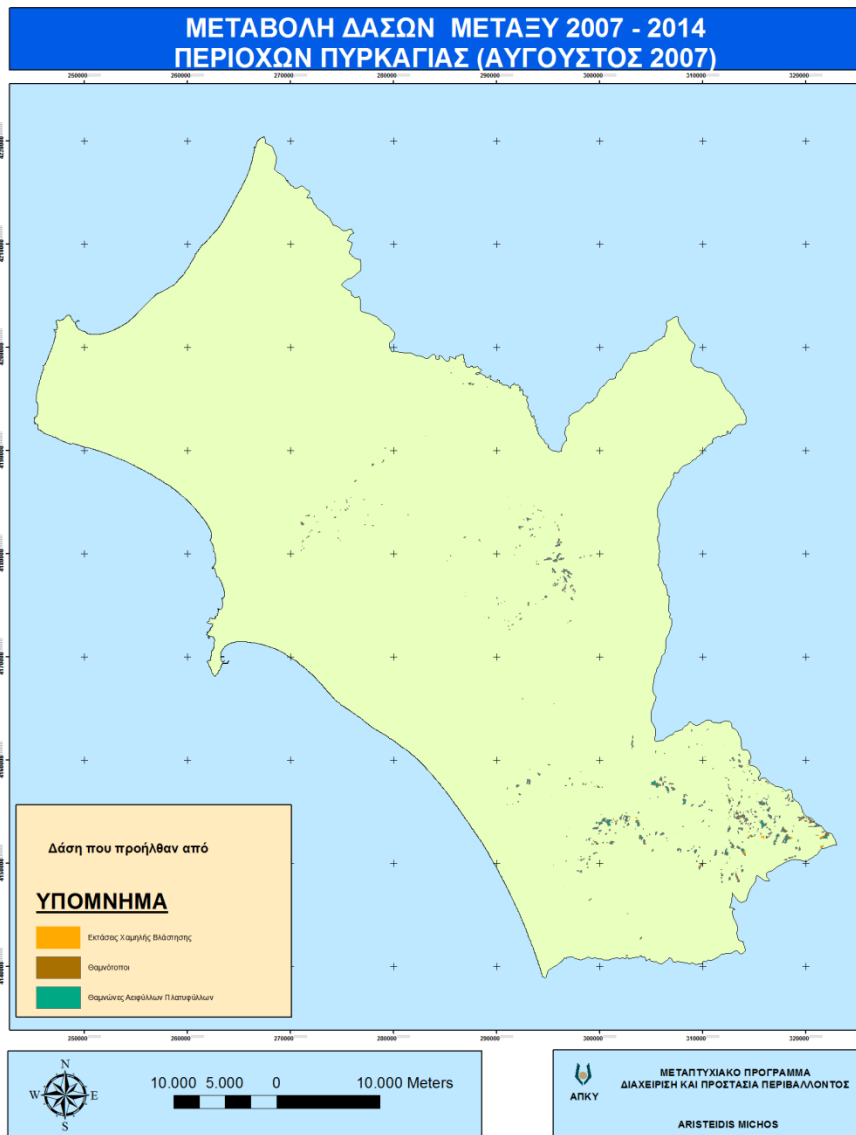 ΜΕΤΑΒΟΛΗ ΔΑΣΩΝ ΜΕΤΑΞΥ 2007 - 2014
ΠΕΡΙΟΧΩΝ ΠΥΡΚΑΓΙΑΣ (ΑΥΓΟΥΣΤΟΣ 2007)
250000 260000 270000 280000 290000 300000 310000 320000
Δάση που προήλθαν από
ΥΠΟΜΝΗΜΑ
Εκτάσεις Χαμηλής Βλάστησης
Θαμνότοποι
Θαμνώνες Αειφύλλων Πλατυφύλλων
250000 260000 270000 280000 290000 300000 310000 320000
N
W E
S
10.000 5.000 0 10.000 Meters
ΑΠΚΥ
ΜΕΤΑΠΤΥΧΙΑΚΟ ΠΡΟΓΡΑΜΜΑ
ΔΙΑΧΕΙΡΙΣΗ ΚΑΙ ΠΡΟΣΤΑΣΙΑ ΠΕΡΙΒΑΛΛΟΝΤΟΣ
ARISTEIDIS MICHOS